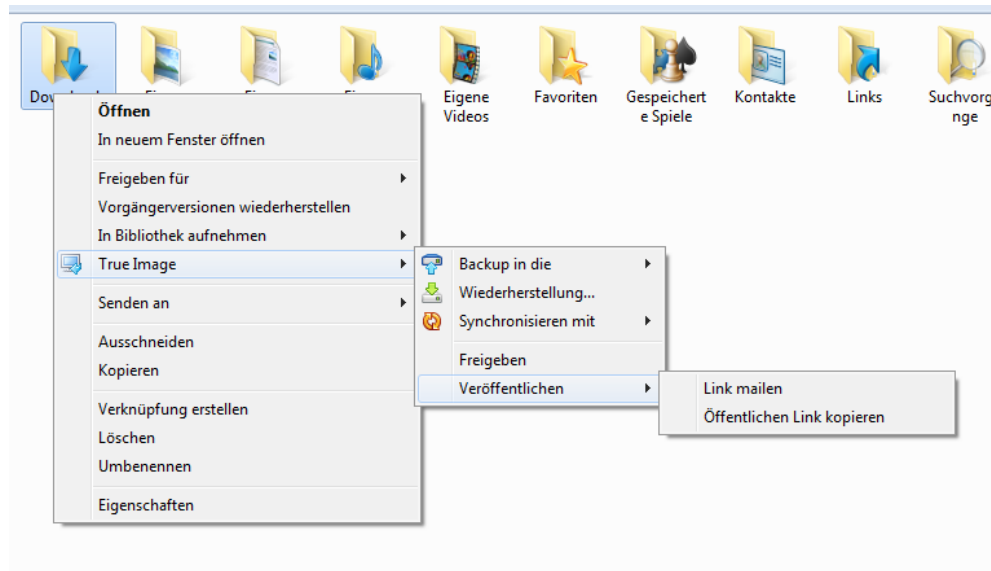 Eigene
Videos
Favoriten
Gespeichert
e Spiele
Kontakte
Links
Suchvorg
nge
Öffnen
In neuem Fenster öffnen
Freigeben für
Vorgängerversionen wiederherstellen
In Bibliothek aufnehmen
True Image
Senden an
Ausschneiden
Kopieren
Verknüpfung erstellen
Löschen
Umbenennen
Eigenschaften
Backup in die
Wiederherstellung...
Synchronisieren mit
Freigeben
Veröffentlichen
Link mailen
Öffentlichen Link kopieren